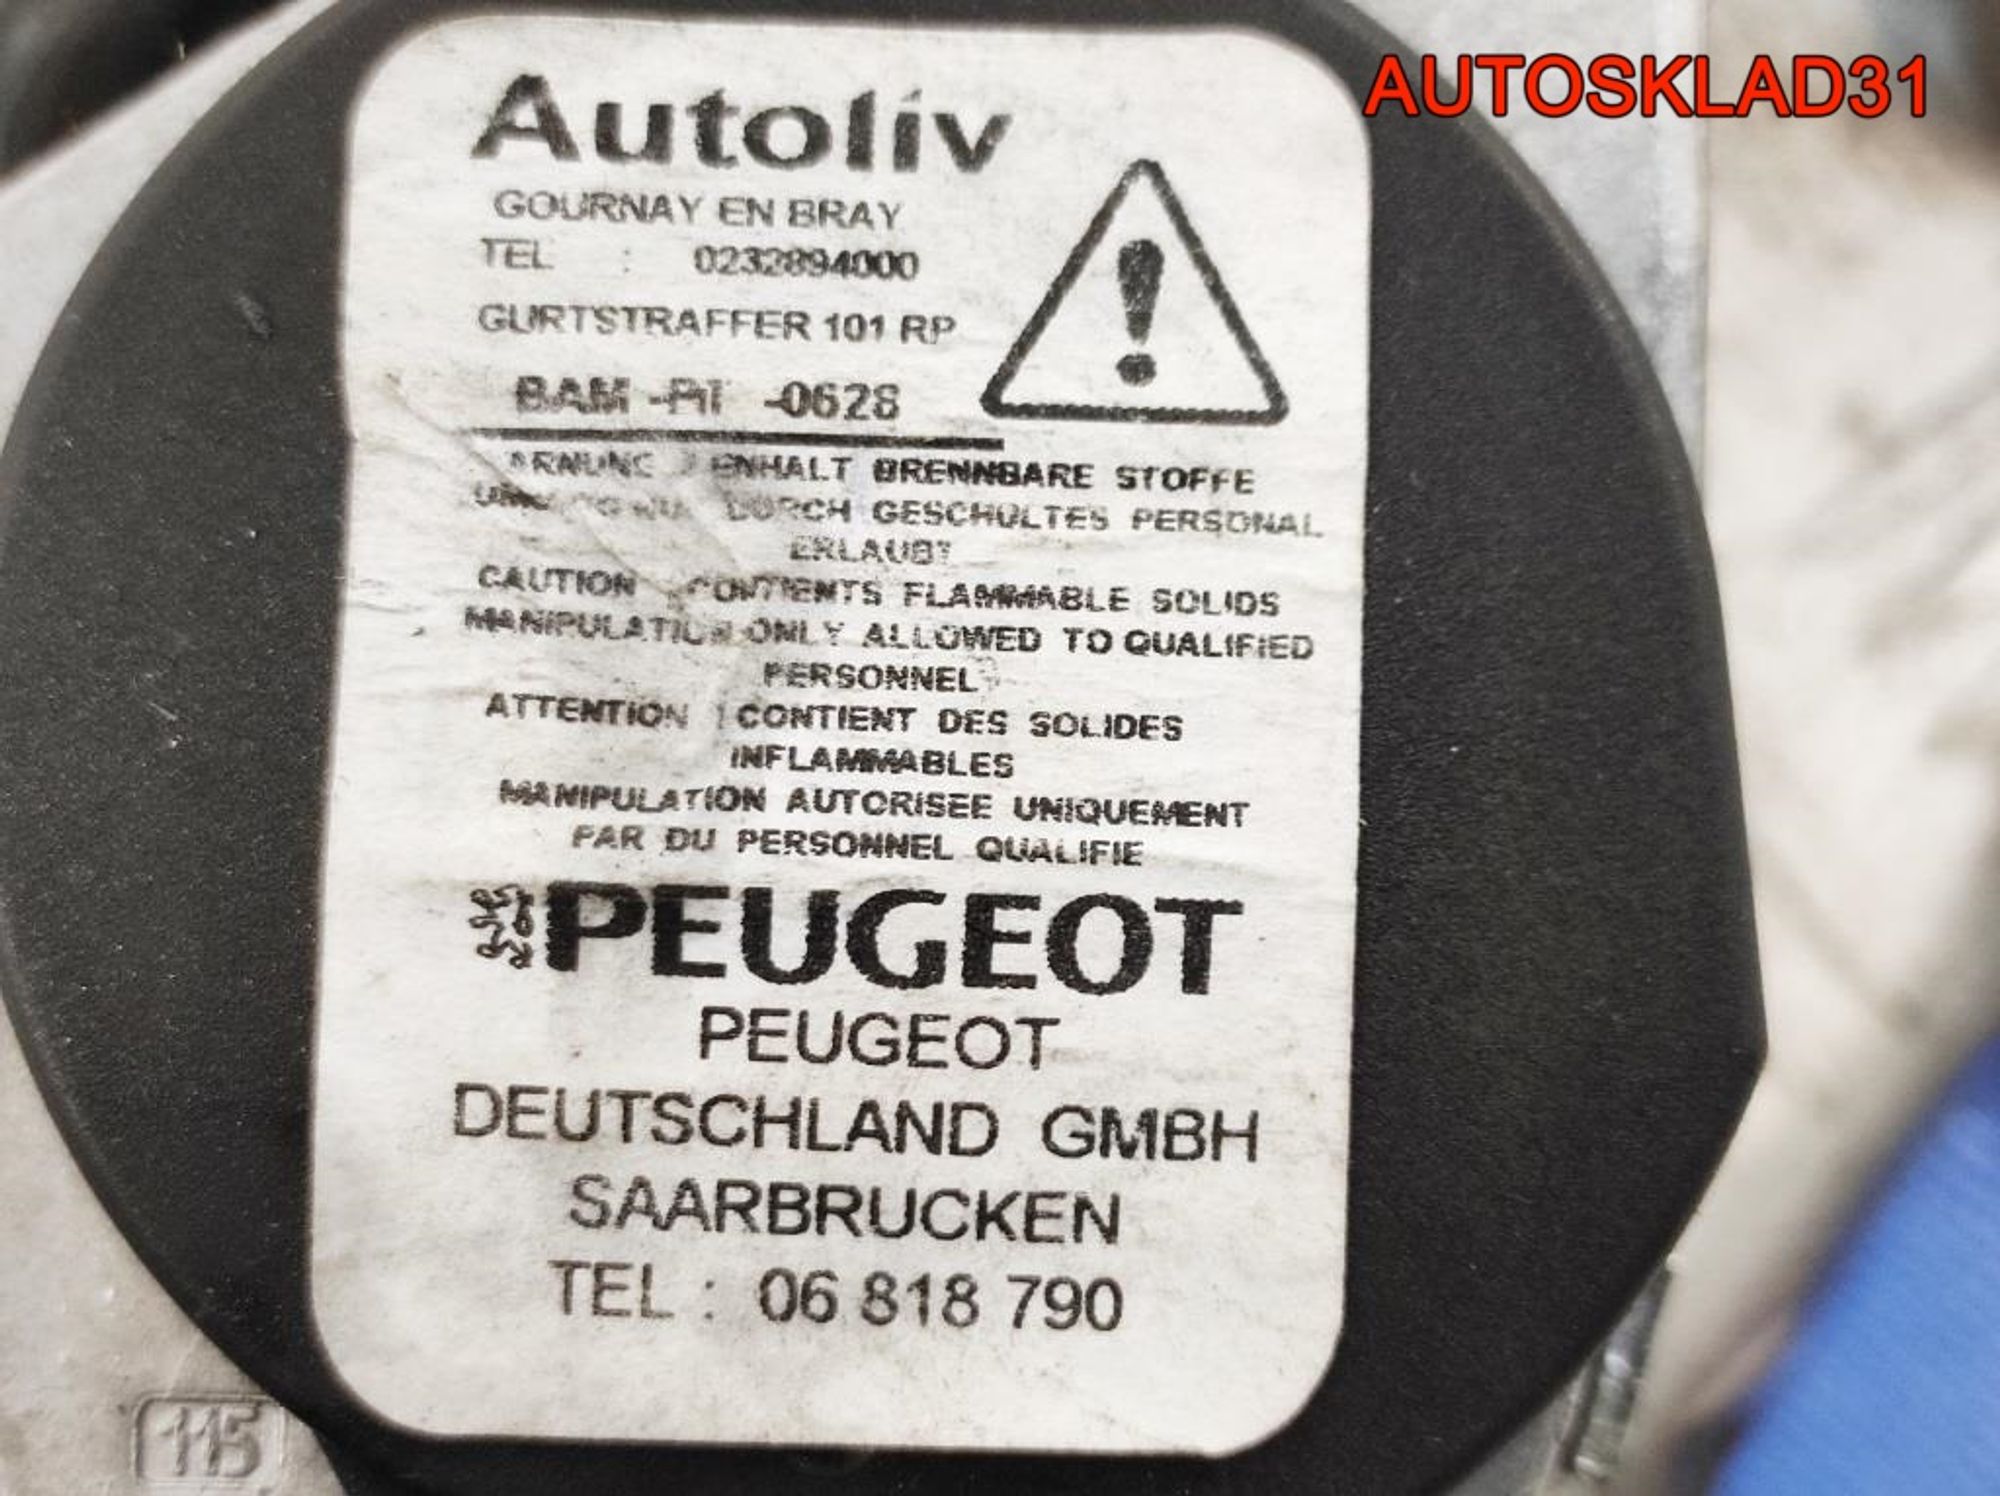 AUTOSKLAD31
Autoliv
GOURNAY EN BRAY
TEL : 0232894000
GURTSTRAFFER 101 RP
BAM -PT -0628
ENHALT BRENNBARE STOFFE
DURCH GESCHULTES PERSONAL
ERLAUBT
CAUTION : CONTIENTS FLAMMABLE SOLIDS
MANIPULATION ONLY ALLOWED TO QUALIFIED
PERSONNEL
ATTENTION : CONTIENT DES SOLIDES
INFLAMMABLES
MANIPULATION AUTORISEE UNIQUEMENT
PAR DU PERSONNEL QUALIFIE
PEUGEOT
PEUGEOT
DEUTSCHLAND GMBH
SAARBRUCKEN
TEL : 06 818 790
115